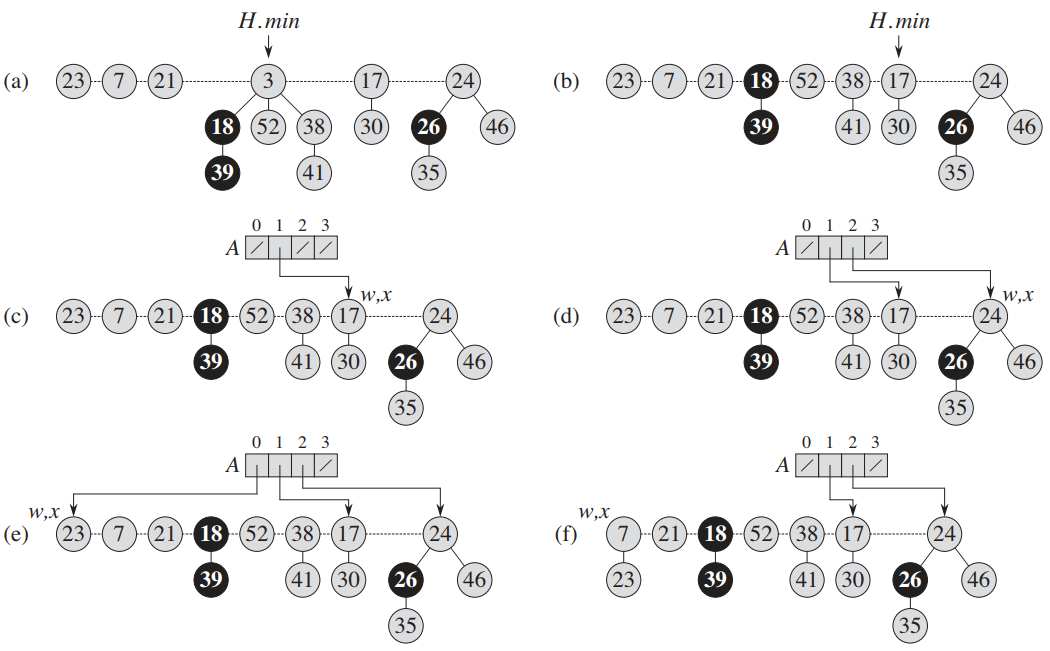 H.min H.min
(a) 23 7 21 3 17 24 (b) 23 7 21 18 52 38 17 24
18 52 38 30 26 46 39 41 30 26 46
39 41 35 35
0 1 2 3 0 1 2 3
A A
w,x w,x
(c) 23 7 21 18 52 38 17 24 (d) 23 7 21 18 52 38 17 24
39 41 30 26 46 39 41 30 26 46
35 35
0 1 2 3 0 1 2 3
A A
w,x w,x
(e) 23 7 21 18 52 38 17 24 (f) 7 21 18 52 38 17 24
39 41 30 26 46 23 39 41 30 26 46
35 35